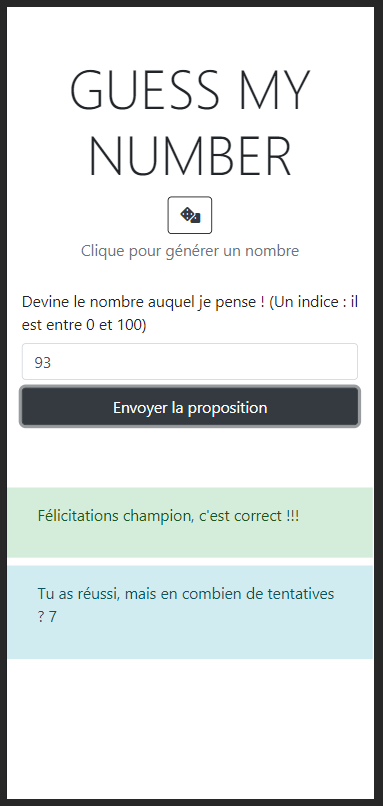 GUESS MY
NUMBER
Clique pour générer un nombre
Devine le nombre auquel je pense ! (Un indice : il
est entre 0 et 100)
93
Envoyer la proposition
Félicitations champion, c'est correct !!!
Tu as réussi, mais en combien de tentatives
? 7